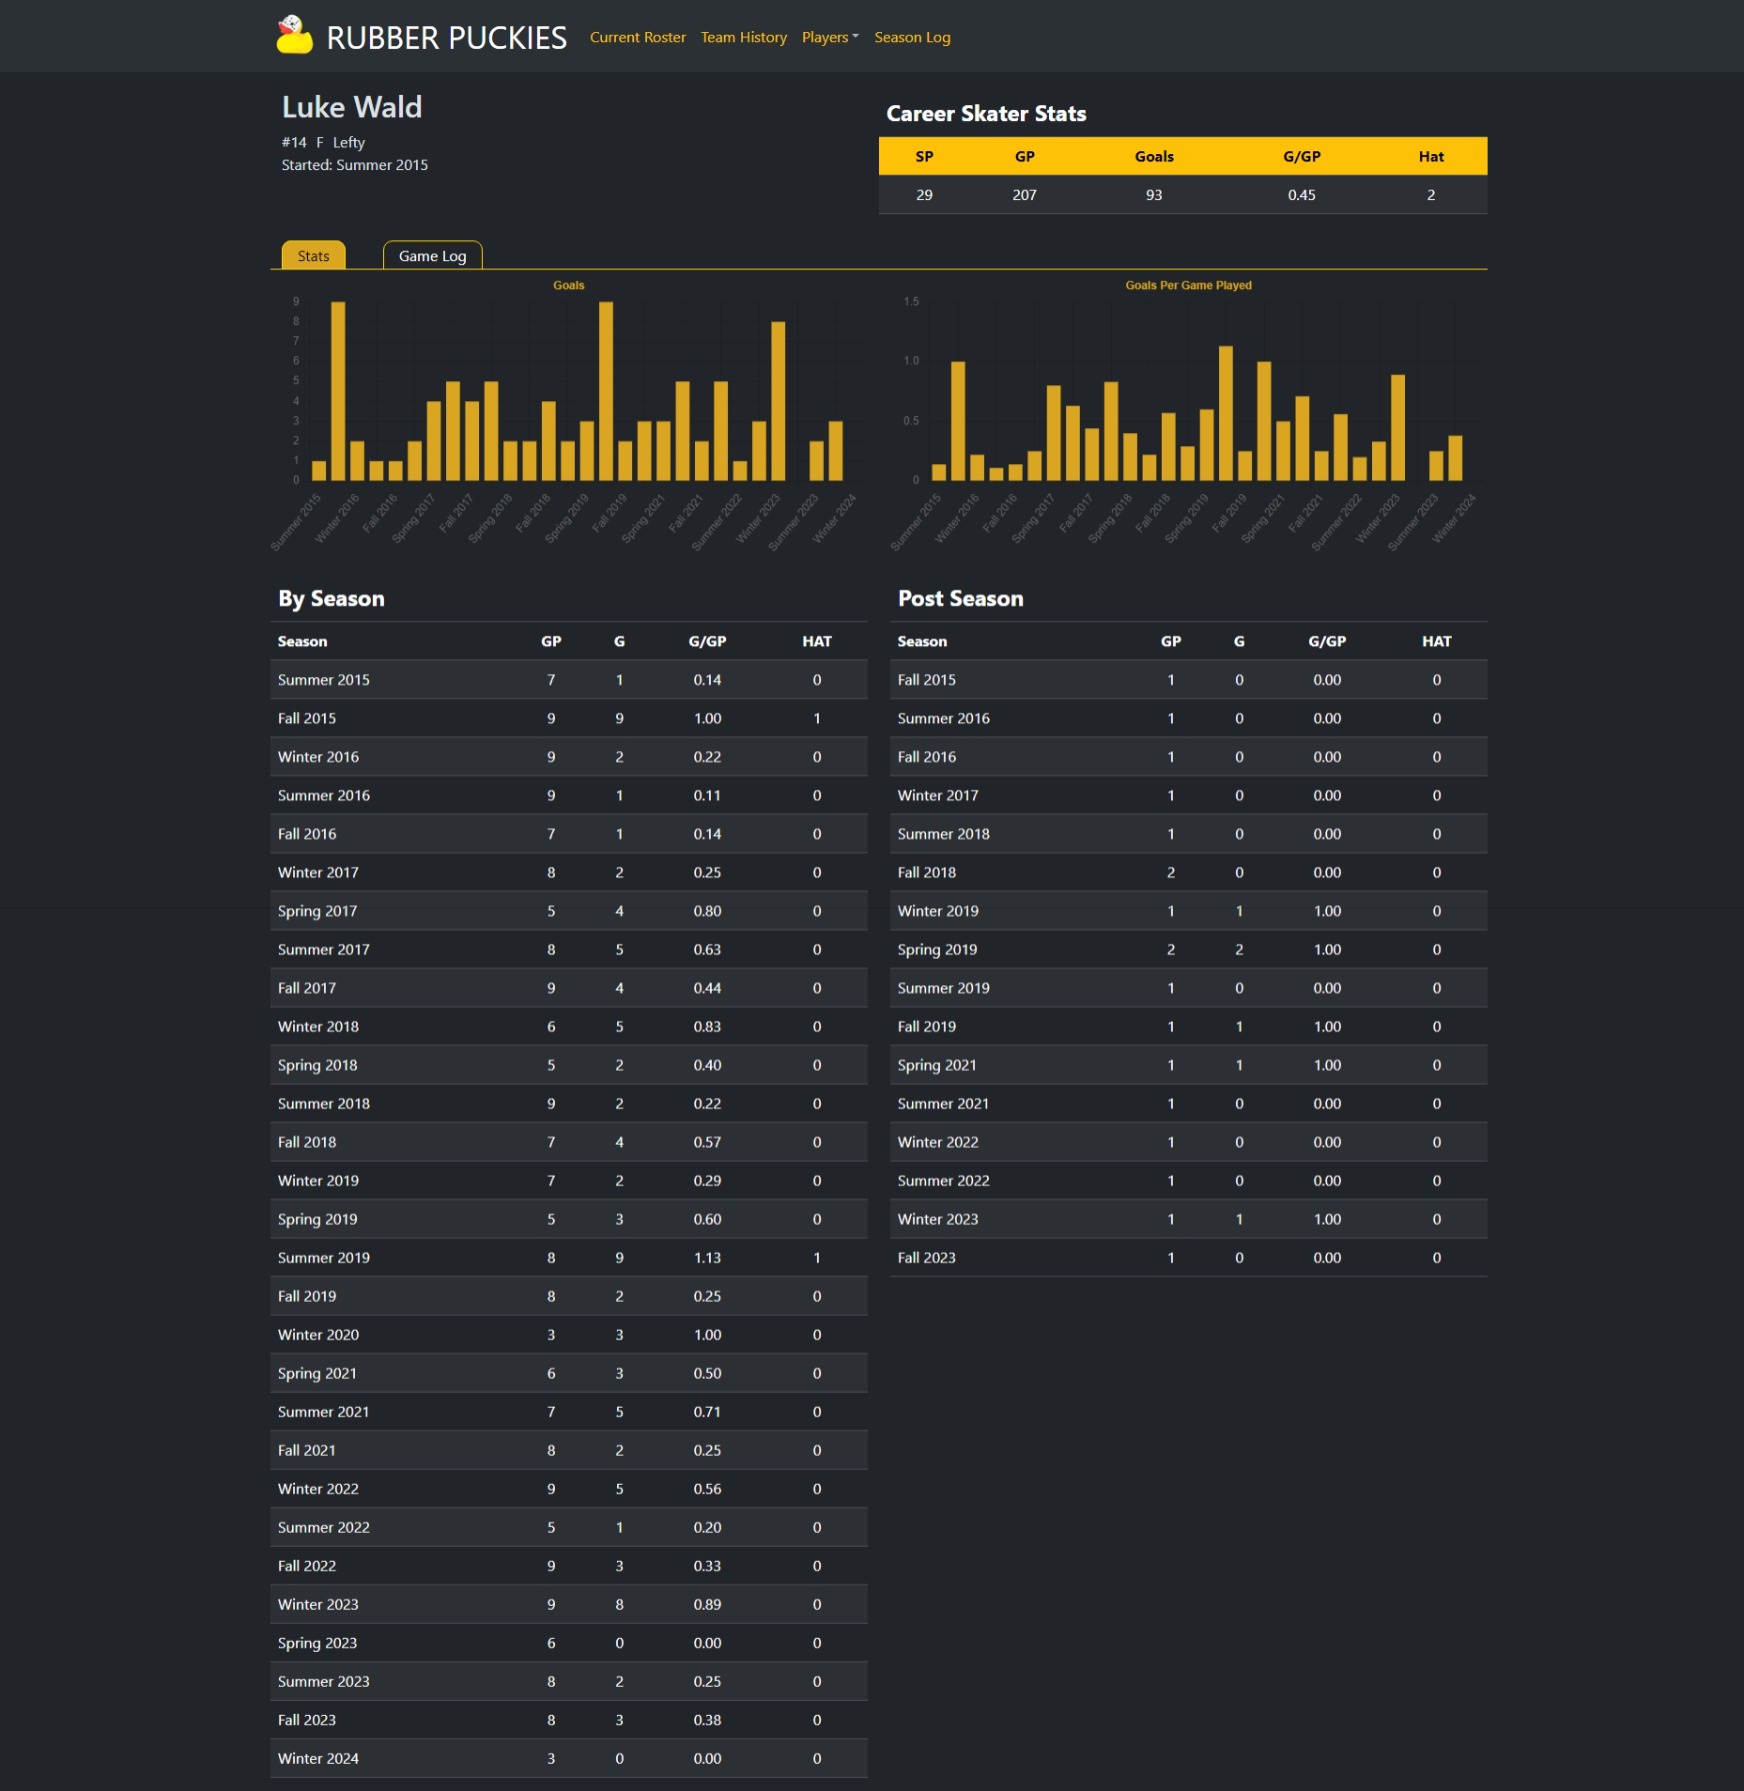 RUBBER PUCKIES Current Roster Team History Players Season Log
Luke Wald
#14 F Lefty
Started: Summer 2015
Career Skater Stats
SP GP Goals G/GP Hat
29 207 93 0.45 2
Stats Game Log
Goals
9
8
7
6
5
4
3
2
1
0
Summer 2015 Winter 2016 Fall 2016 Spring 2017 Fall 2017 Spring 2018 Fall 2018 Spring 2019 Fall 2019 Spring 2021 Fall 2021 Summer 2022 Winter 2023 Summer 2023 Winter 2024
Goals Per Game Played
1.5
1.0
0.5
0
Summer 2015 Winter 2016 Fall 2016 Spring 2017 Fall 2017 Spring 2018 Fall 2018 Spring 2019 Fall 2019 Spring 2021 Fall 2021 Summer 2022 Winter 2023 Summer 2023 Winter 2024
By Season
Season GP G G/GP HAT
Summer 2015 7 1 0.14 0
Fall 2015 9 9 1.00 1
Winter 2016 9 2 0.22 0
Summer 2016 9 1 0.11 0
Fall 2016 7 1 0.14 0
Winter 2017 8 2 0.25 0
Spring 2017 5 4 0.80 0
Summer 2017 8 5 0.63 0
Fall 2017 9 4 0.44 0
Winter 2018 6 5 0.83 0
Spring 2018 5 2 0.40 0
Summer 2018 9 2 0.22 0
Fall 2018 7 4 0.57 0
Winter 2019 7 2 0.29 0
Spring 2019 5 3 0.60 0
Summer 2019 8 9 1.13 1
Fall 2019 8 2 0.25 0
Winter 2020 3 3 1.00 0
Spring 2021 6 3 0.50 0
Summer 2021 7 5 0.71 0
Fall 2021 8 2 0.25 0
Winter 2022 9 5 0.56 0
Summer 2022 5 1 0.20 0
Fall 2022 9 3 0.33 0
Winter 2023 9 8 0.89 0
Spring 2023 6 0 0.00 0
Summer 2023 8 2 0.25 0
Fall 2023 8 3 0.38 0
Winter 2024 3 0 0.00 0
Post Season
Season GP G G/GP HAT
Fall 2015 1 0 0.00 0
Summer 2016 1 0 0.00 0
Fall 2016 1 0 0.00 0
Winter 2017 1 0 0.00 0
Summer 2018 1 0 0.00 0
Fall 2018 2 0 0.00 0
Winter 2019 1 1 1.00 0
Spring 2019 2 2 1.00 0
Summer 2019 1 0 0.00 0
Fall 2019 1 1 1.00 0
Spring 2021 1 1 1.00 0
Summer 2021 1 0 0.00 0
Winter 2022 1 0 0.00 0
Summer 2022 1 0 0.00 0
Winter 2023 1 1 1.00 0
Fall 2023 1 0 0.00 0